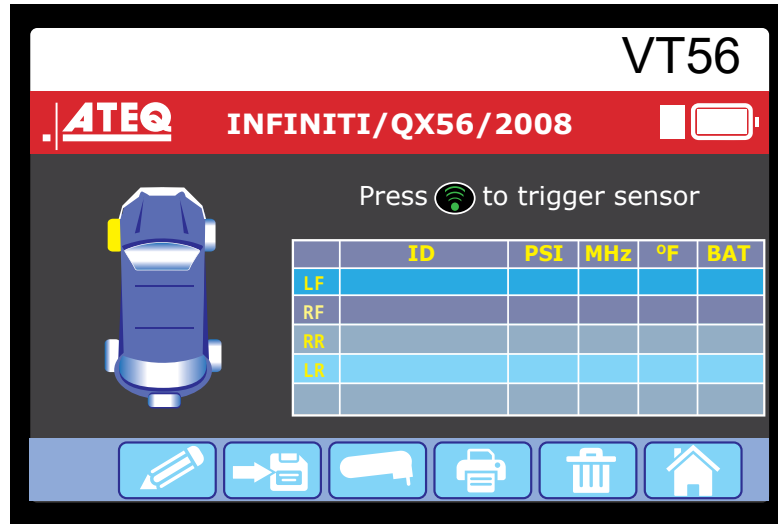 VT56
ATEQ INFINITI/QX56/2008
Press to trigger sensor
ID PSI MHz ºF BAT
LF
RF
RR
LR